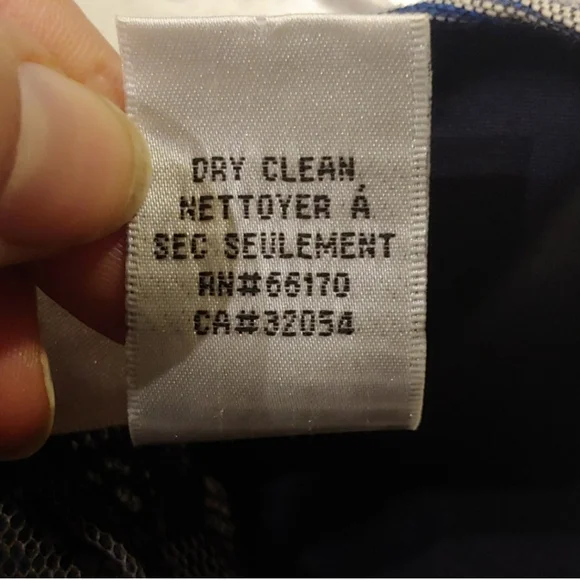 DRY CLEAN
NETTOYER Á
SEC SEULEMENT
RN#66170
CA#32054